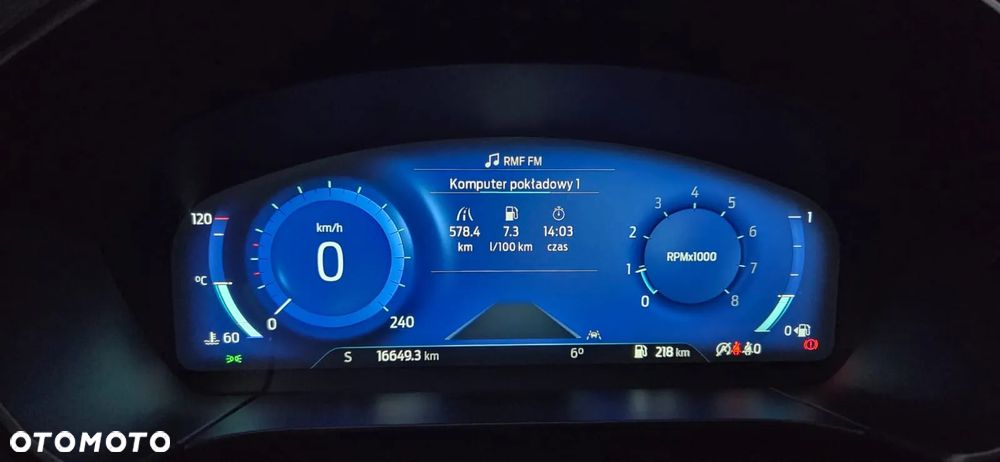 RMF FM
Komputer pokładowy 1
578.4 7.3 14:03
km l/100 km czas
120
°C
60
km/h
0
0 240
RPMx1000
0 1 2 3 4 5 6 7 8
1
0
S 16649.3 km 6° 218 km
OTOMOTO